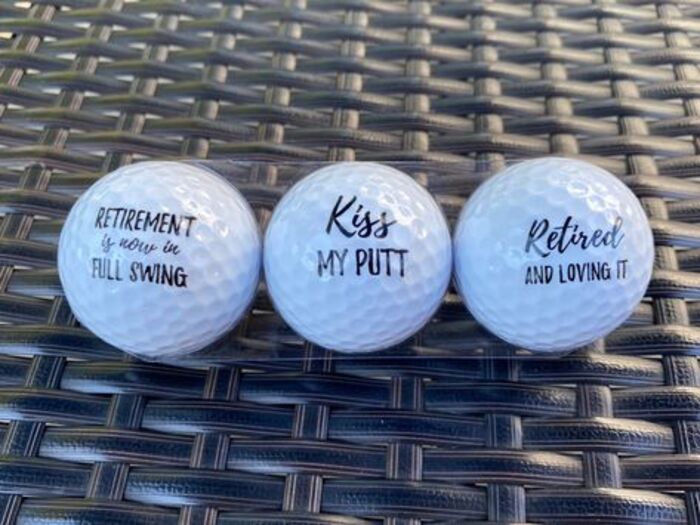 RETIREMENT
is now in
FULL SWING
Kiss
MY PUTT
Retired
AND LOVING IT